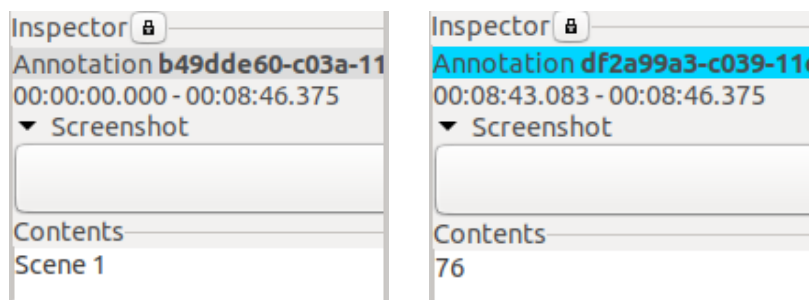 Inspector
Annotation b49dde60-c03a-11
00:00:00.000 - 00:08:46.375
Screenshot
Contents
Scene 1
Inspector
Annotation df2a99a3-c039-11
00:08:43.083 - 00:08:46.375
Screenshot
Contents
76